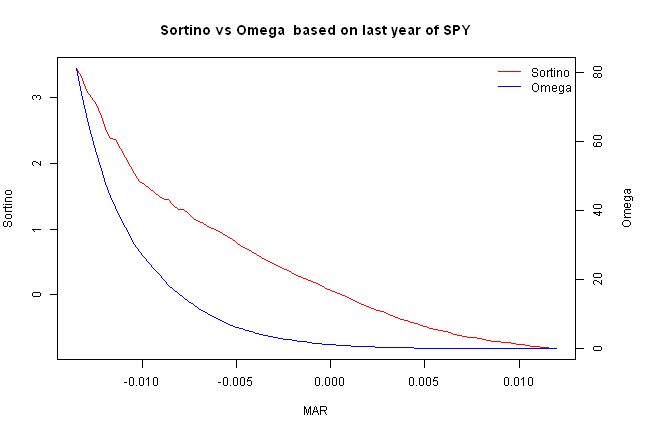 Sortino vs Omega  based on last year of SPY
Sortino
Omega
3
2
1
0
Sortino
80
60
40
20
0
Omega
-0.010
-0.005
0.000
0.005
0.010
MAR